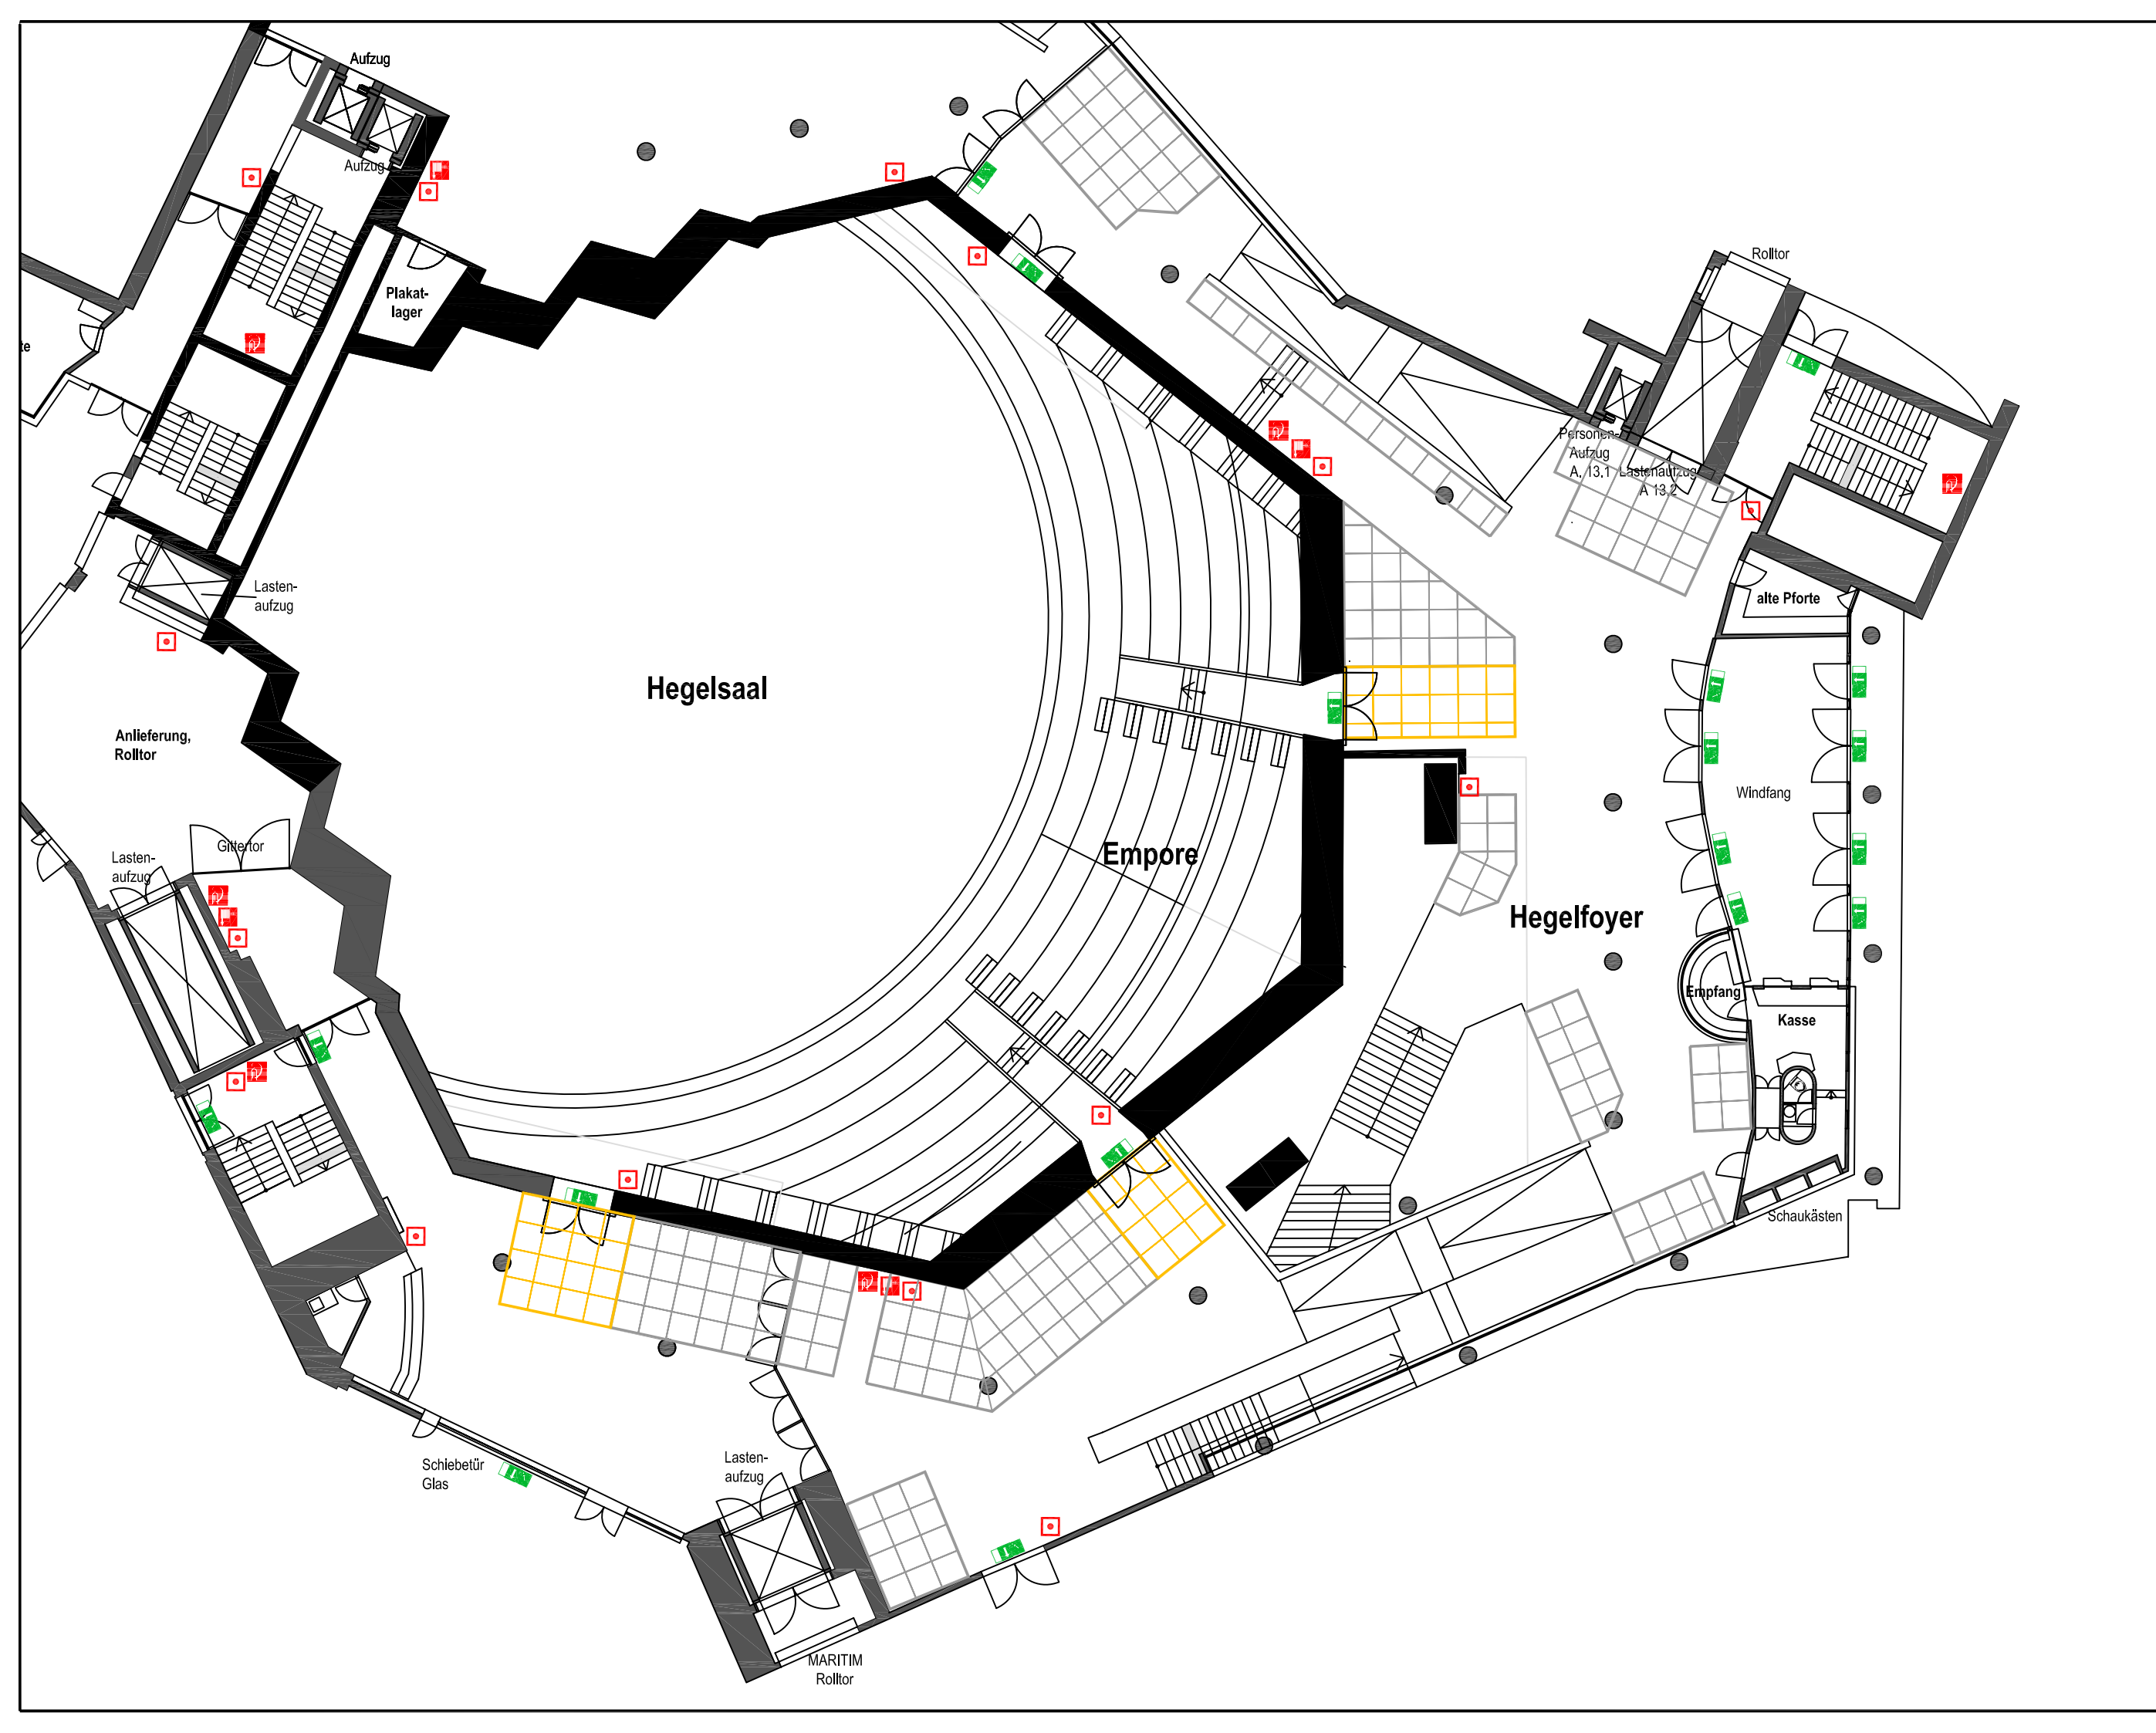 Aufzug
Aufzug
Rolltor
Plakat-
lager
te
Personen-
Aufzug
A. 13.1
Lastenaufzug
A 13.2
Lasten-
aufzug
alte Pforte
Hegelsaal
Anlieferung,
Rolltor
Windfang
Gittertor
Lasten-
aufzug
Empore
Hegelfoyer
Empfang
Kasse
Schaukästen
Schiebetür
Glas
Lasten-
aufzug
MARITIM
Rolltor